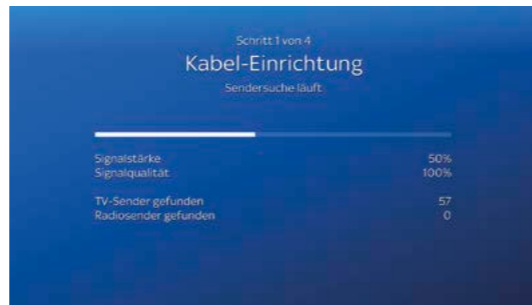 Schritt 1 von 4
Kabel-Einrichtung
Sendersuche läuft
Signalstärke 50%
Signalqualität 100%
TV-Sender gefunden 57
Radiosender gefunden 0